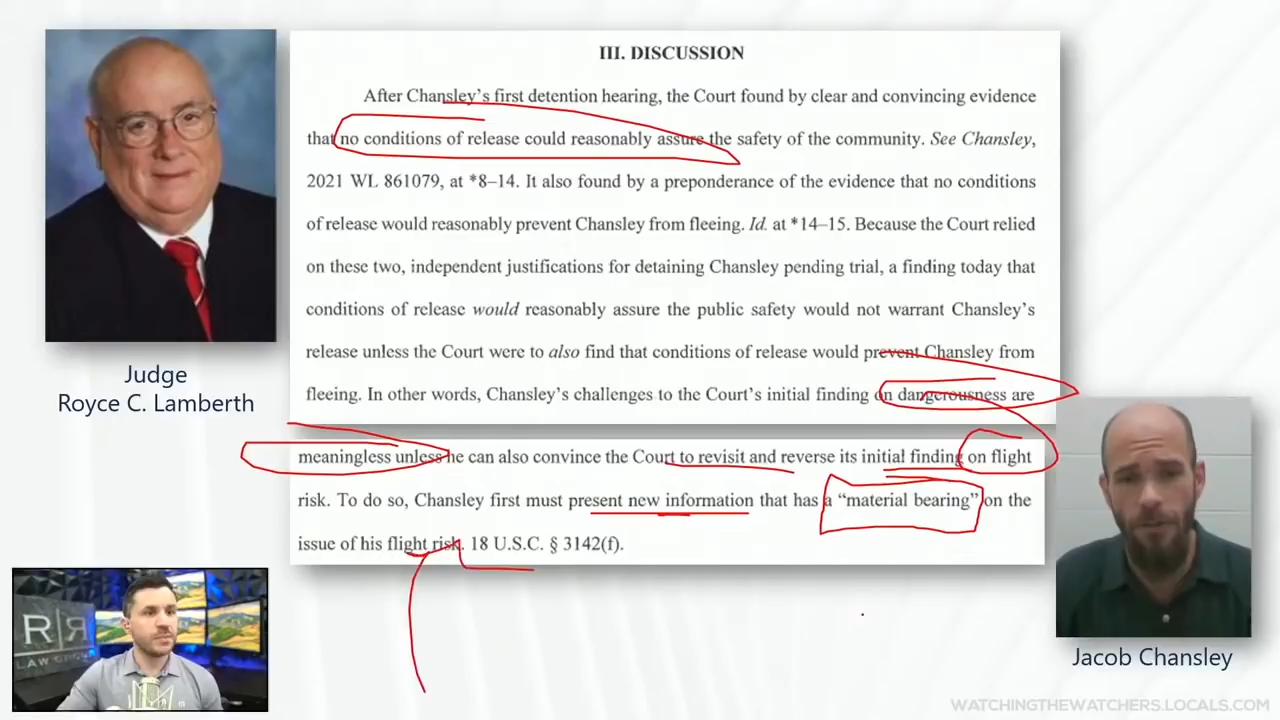 III. DISCUSSION
After Chansley's first detention hearing, the Court found by clear and convincing evidence
that no conditions of release could reasonably assure the safety of the community. See Chansley,
2021 WL 861079, at *8–14. It also found by a preponderance of the evidence that no conditions
of release would reasonably prevent Chansley from fleeing. Id. at *14–15. Because the Court relied
on these two, independent justifications for detaining Chansley pending trial, a finding today that
conditions of release would reasonably assure the public safety would not warrant Chansley's
release unless the Court were to also find that conditions of release would prevent Chansley from
fleeing. In other words, Chansley's challenges to the Court's initial finding on dangerousness are
meaningless unless he can also convince the Court to revisit and reverse its initial finding on flight
risk. To do so, Chansley first must present new information that has a “material bearing” on the
issue of his flight risk. 18 U.S.C. § 3142(f).
Judge
Royce C. Lamberth
Jacob Chansley
R R
LAW GROUP
WATCHINGTHEWATCHERS.LOCALS.COM